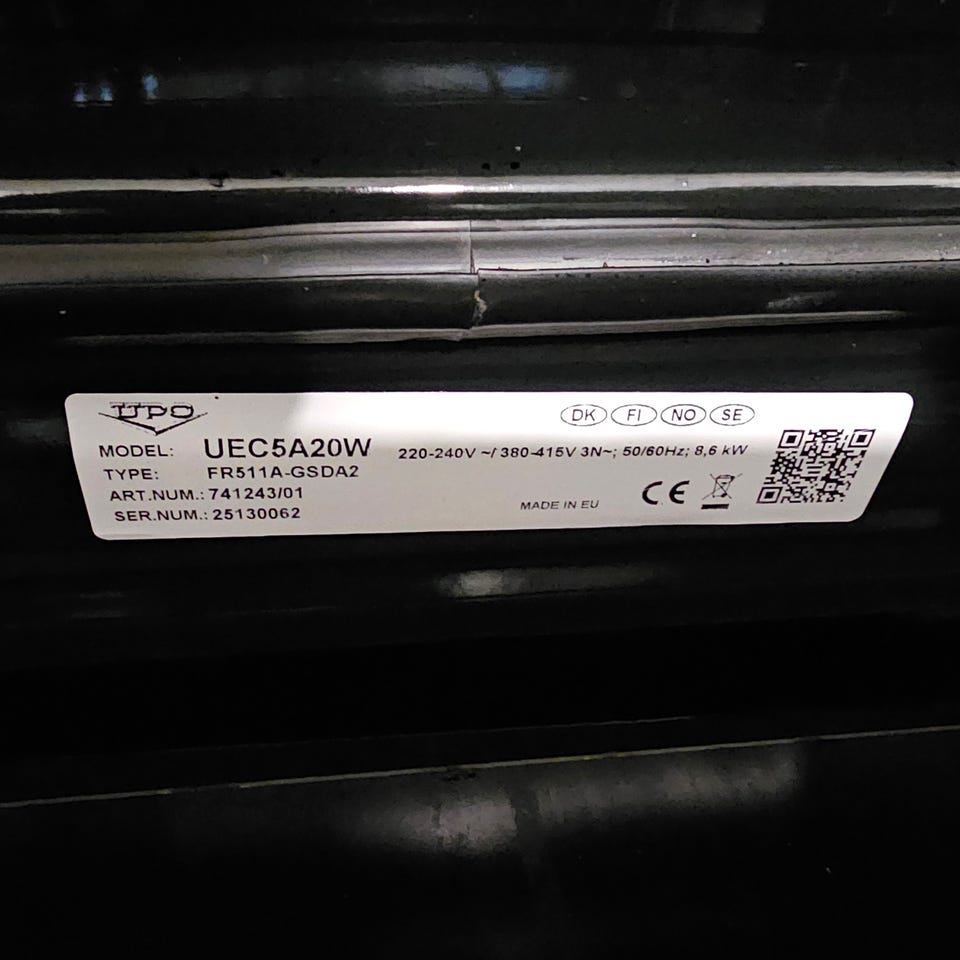 UPO
DK FI NO SE
MODEL: UEC5A20W 220-240V ~/ 380-415V 3N~; 50/60Hz; 8,6 kW
TYPE: FR511A-GSDA2
ART.NUM.: 741243/01
SER.NUM.: 25130062
MADE IN EU CE